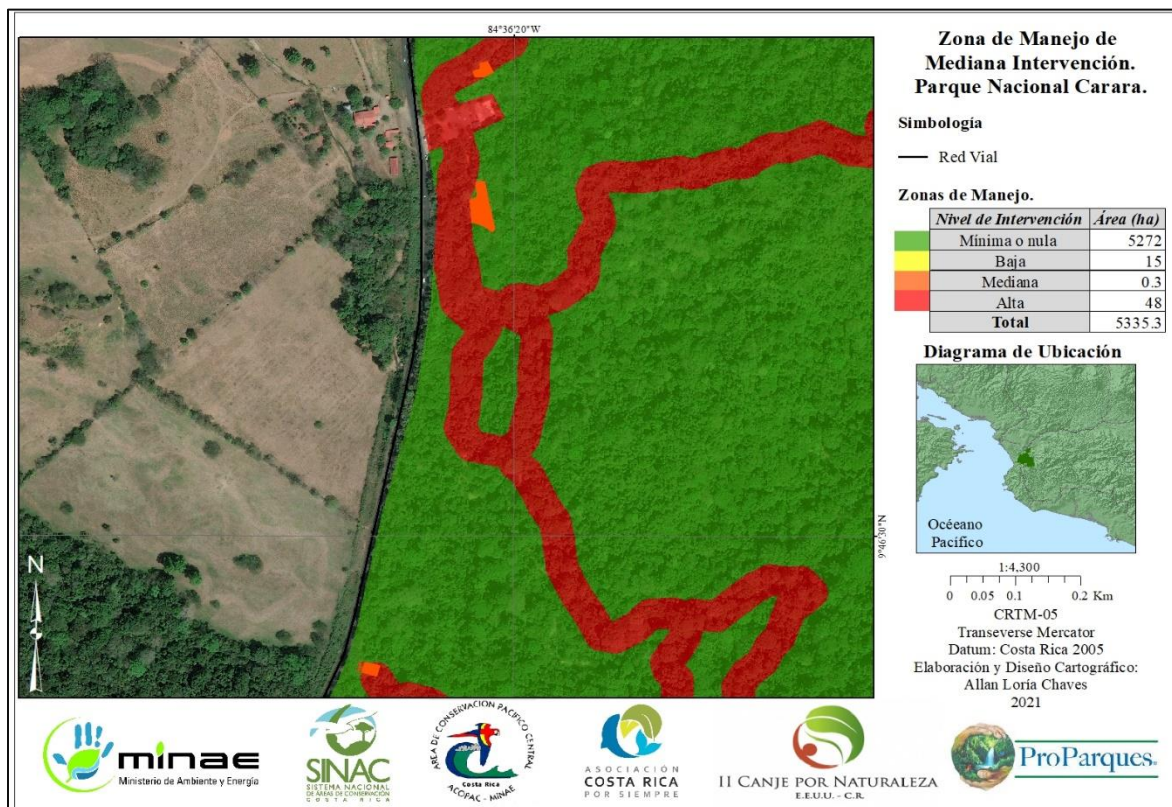 84°36'20"W
Zona de Manejo de
Mediana Intervención.
Parque Nacional Carara.
Simbología
Red Vial
Zonas de Manejo.
Nivel de Intervención Área (ha)
Mínima o nula 5272
Baja 15
Mediana 0.3
Alta 48
Total 5335.3
Diagrama de Ubicación
Océano
Pacífico
9°46'30"N
N
1:4,300
0 0.05 0.1 0.2 Km
CRTM-05
Transeverse Mercator
Datum: Costa Rica 2005
Elaboración y Diseño Cartográfico:
Allan Loría Chaves
2021
minae
Ministerio de Ambiente y Energía
SINAC
SISTEMA NACIONAL
DE ÁREAS DE CONSERVACIÓN
COSTA RICA
AREA DE CONSERVACION PACIFICO CENTRAL
Costa Rica
ACOPAC - MINAE
ASOCIACIÓN
COSTA RICA
POR SIEMPRE
II CANJE POR NATURALEZA
E.E.U.U. - C.R.
ProParques